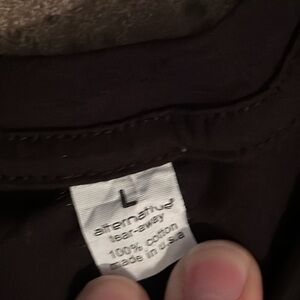 L
alternative
tear-away
100% cotton
made in u.s.a